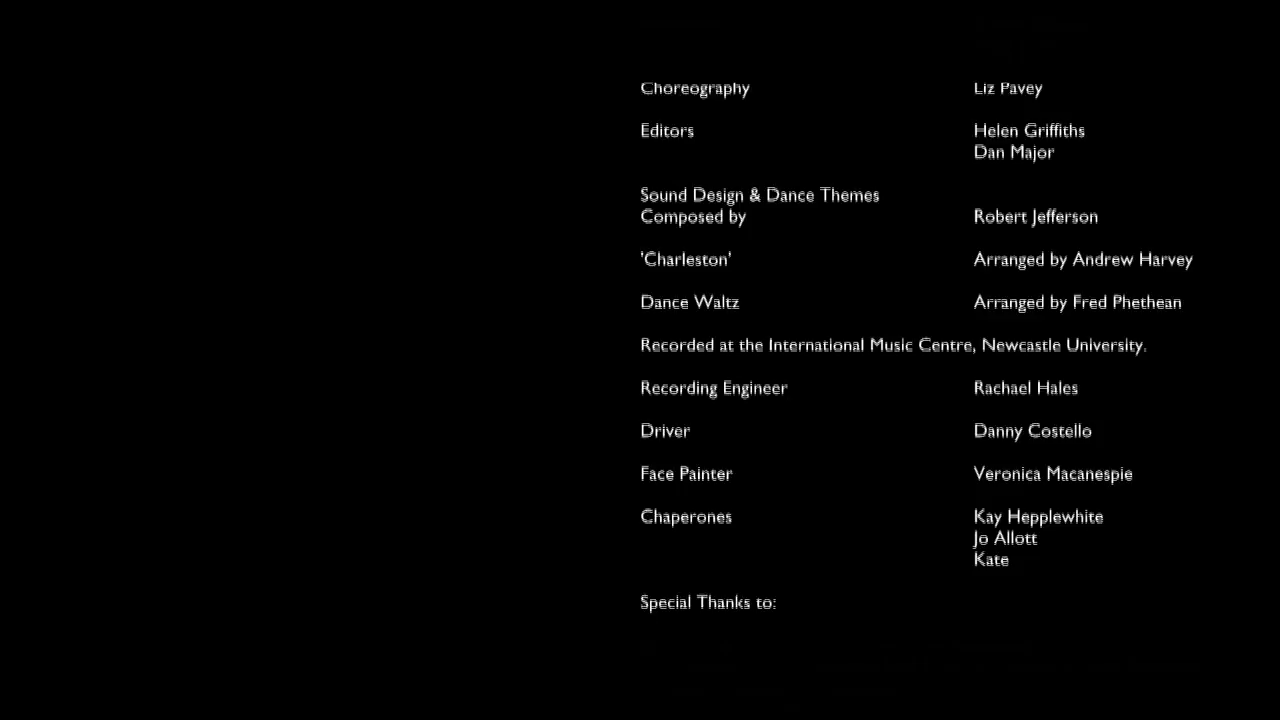 Choreography Liz Pavey
Editors Helen Griffiths
Dan Major
Sound Design & Dance Themes
Composed by Robert Jefferson
'Charleston' Arranged by Andrew Harvey
Dance Waltz Arranged by Fred Phethean
Recorded at the International Music Centre, Newcastle University.
Recording Engineer Rachael Hales
Driver Danny Costello
Face Painter Veronica Macanespie
Chaperones Kay Hepplewhite
Jo Allott
Kate
Special Thanks to: